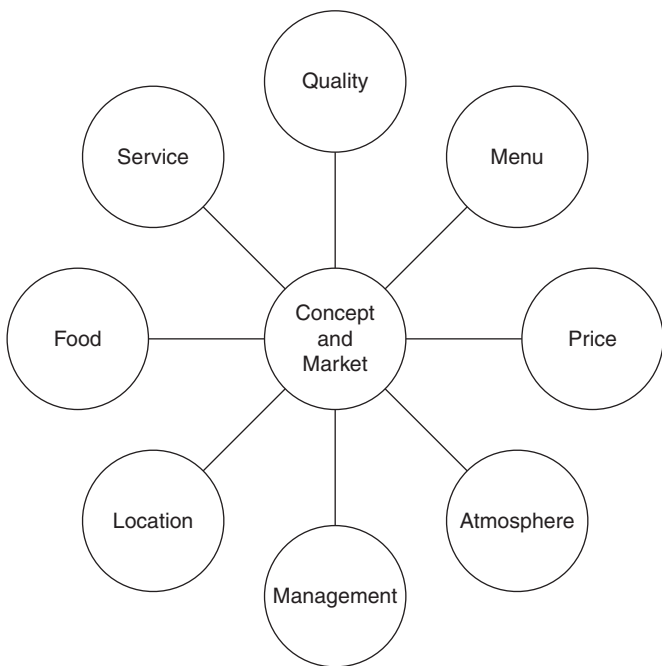 Quality
Service
Menu
Concept
and
Market
Food
Price
Location
Atmosphere
Management